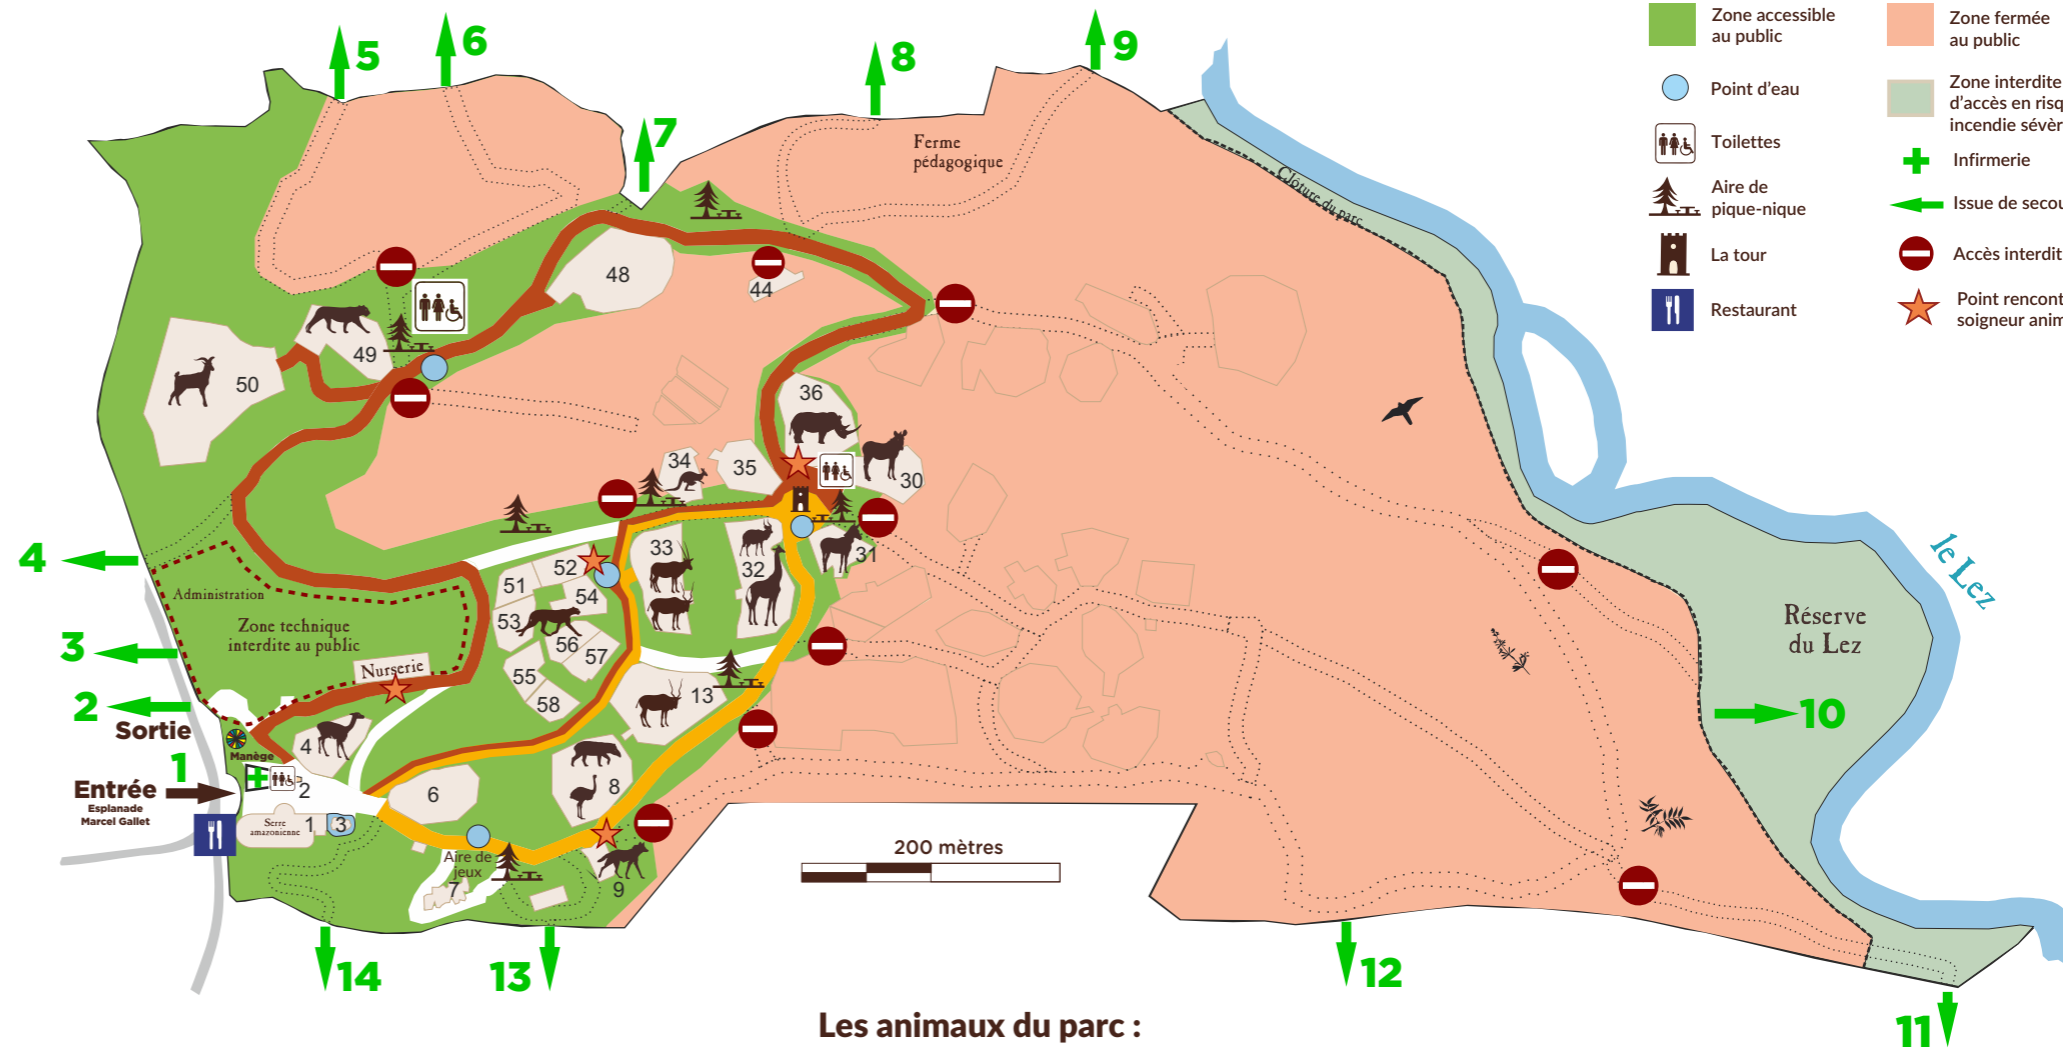 5
6
8
9
7
Zone accessible
au public
Zone fermée
au public
Point d'eau
Zone interdite
d'accès en risq
incendie sévèr
Toilettes
Infirmerie
Aire de
pique-nique
Issue de secou
La tour
Accès interdit
Restaurant
Point rencont
soigneur anim
Ferme
pédagogique
Clôture du parc
48
44
49
50
36
34
35
30
33
32
31
52
51
54
53
56
57
55
58
13
4
Administration
Zone technique
interdite au public
Nurserie
3
2
Sortie
1
Entrée
Esplanade
Marcel Gallet
Manège
4
2
Serre
amazonienne
1
3
6
8
Aire de
jeux
7
9
200 mètres
le Lez
Réserve
du Lez
10
14
13
12
11
Les animaux du parc :